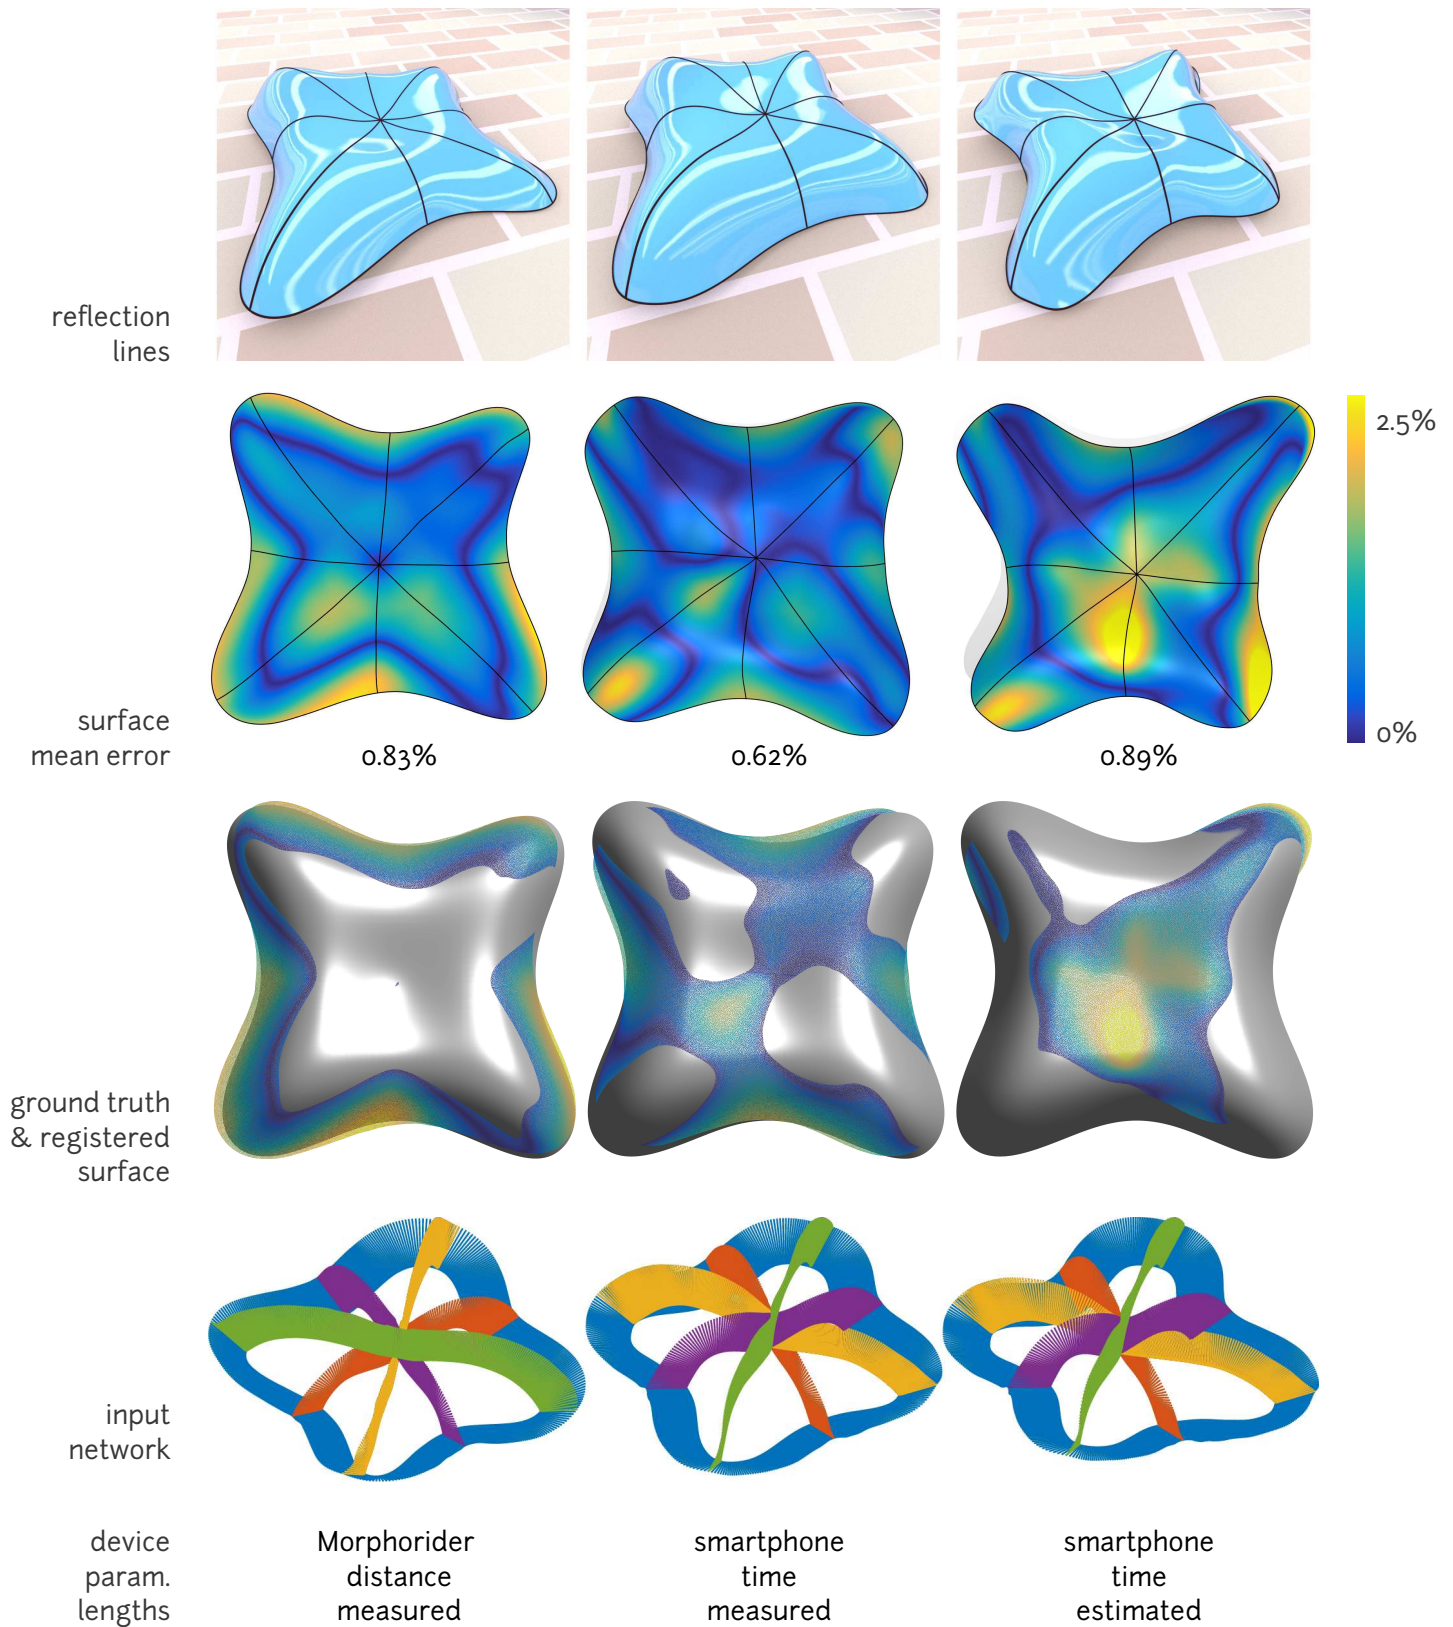 reflection
lines
2.5%
0%
surface
mean error
0.83%
0.62%
0.89%
ground truth
& registered
surface
input
network
device
param.
lengths
Morphorider
distance
measured
smartphone
time
measured
smartphone
time
estimated